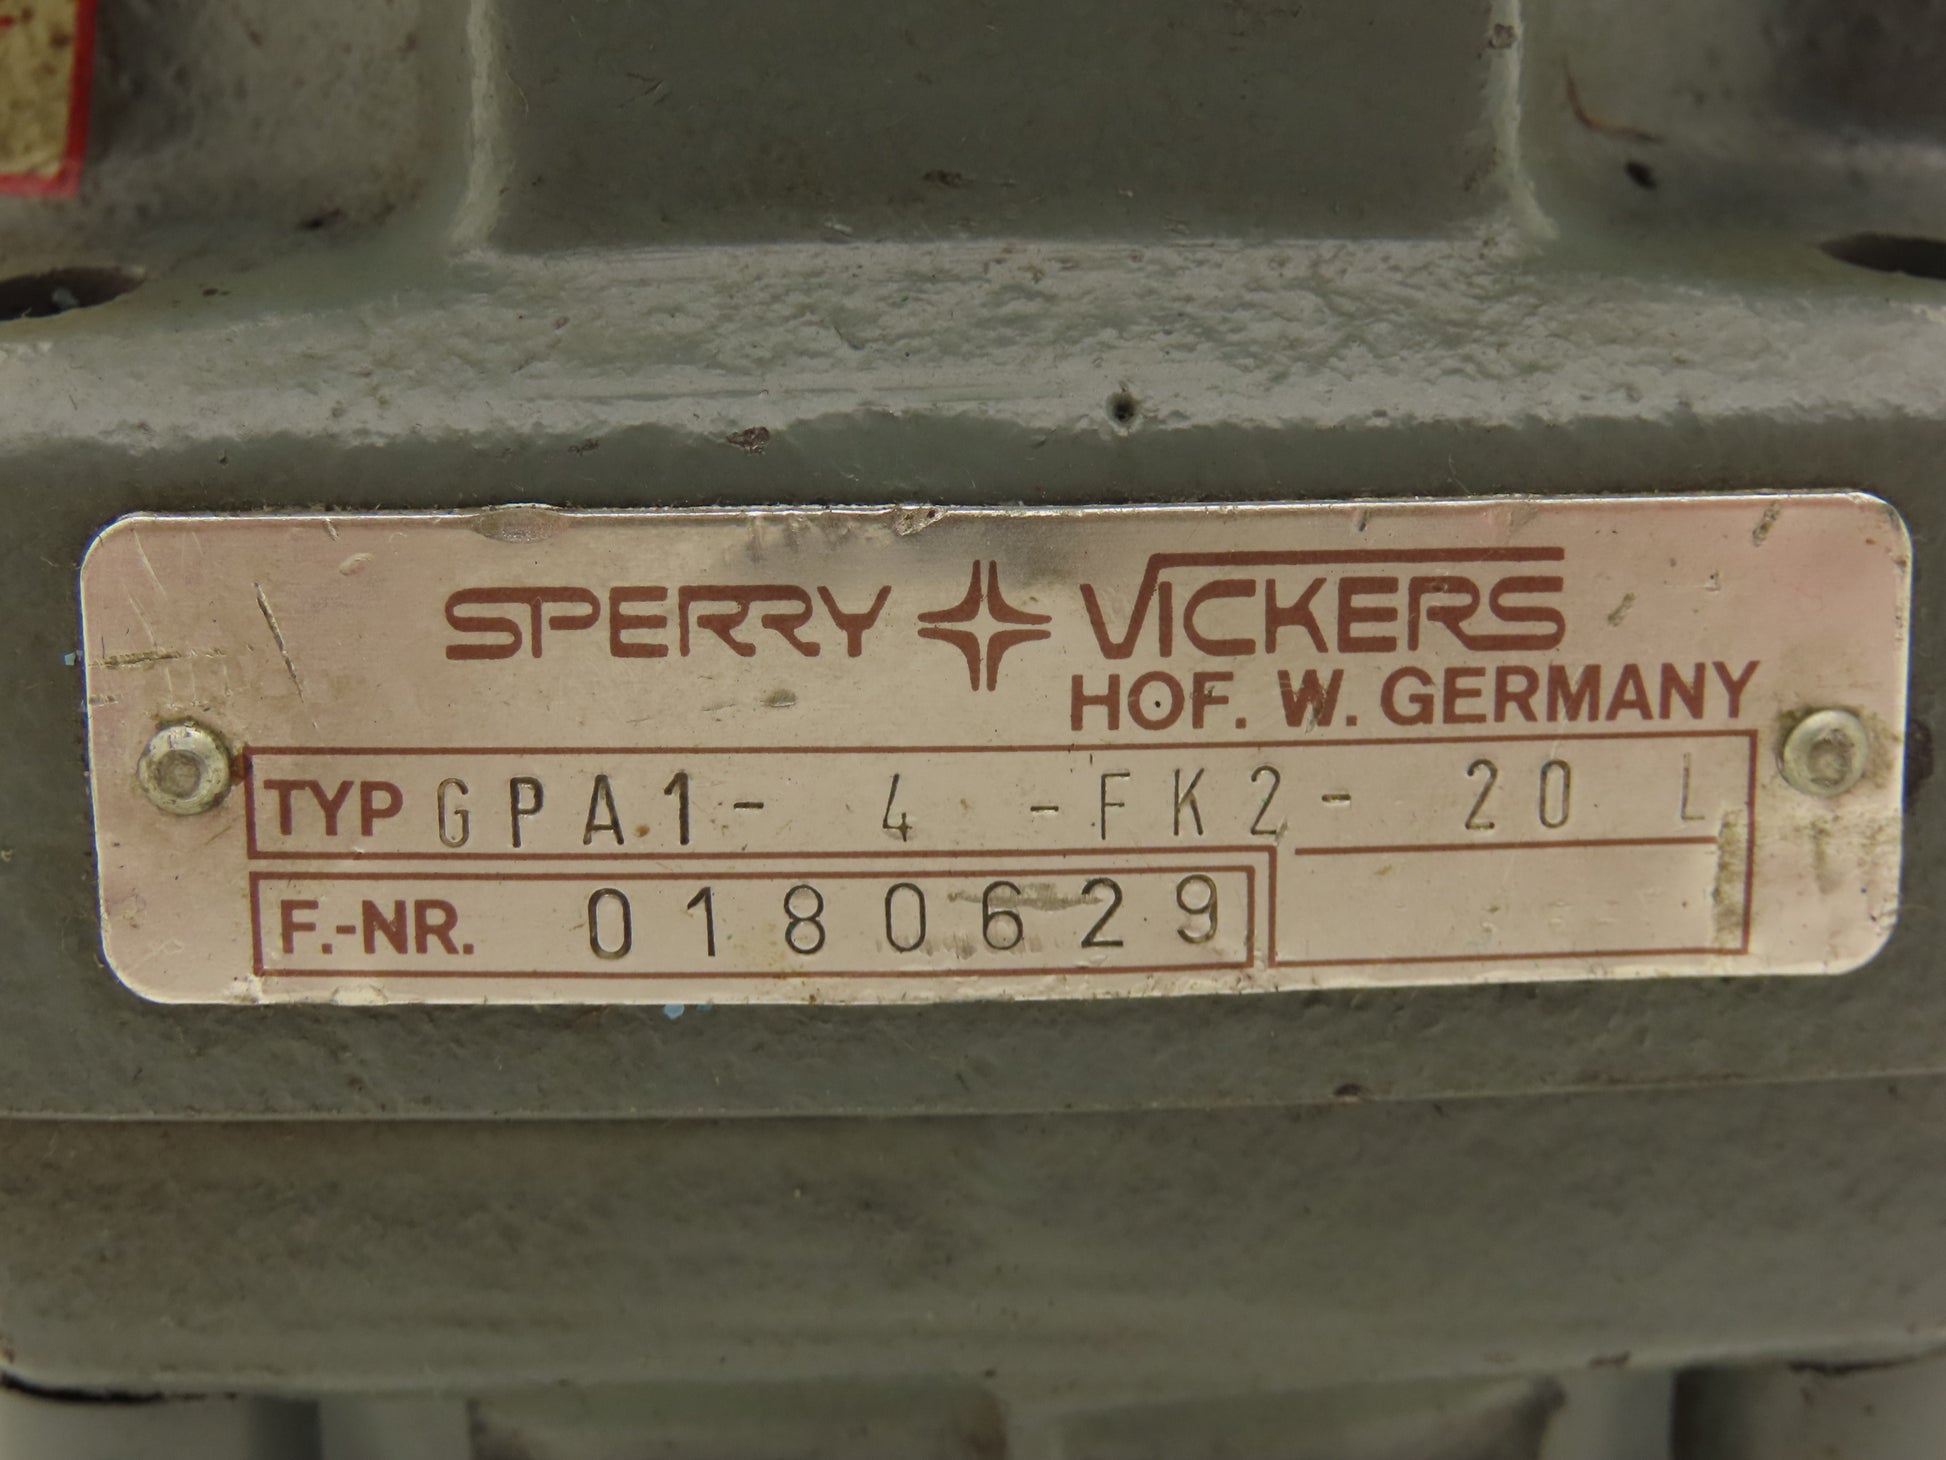 SPERRY VICKERS
HOF. W. GERMANY
TYP GPA1- 4 -FK2- 20 L
F.-NR. 0180629